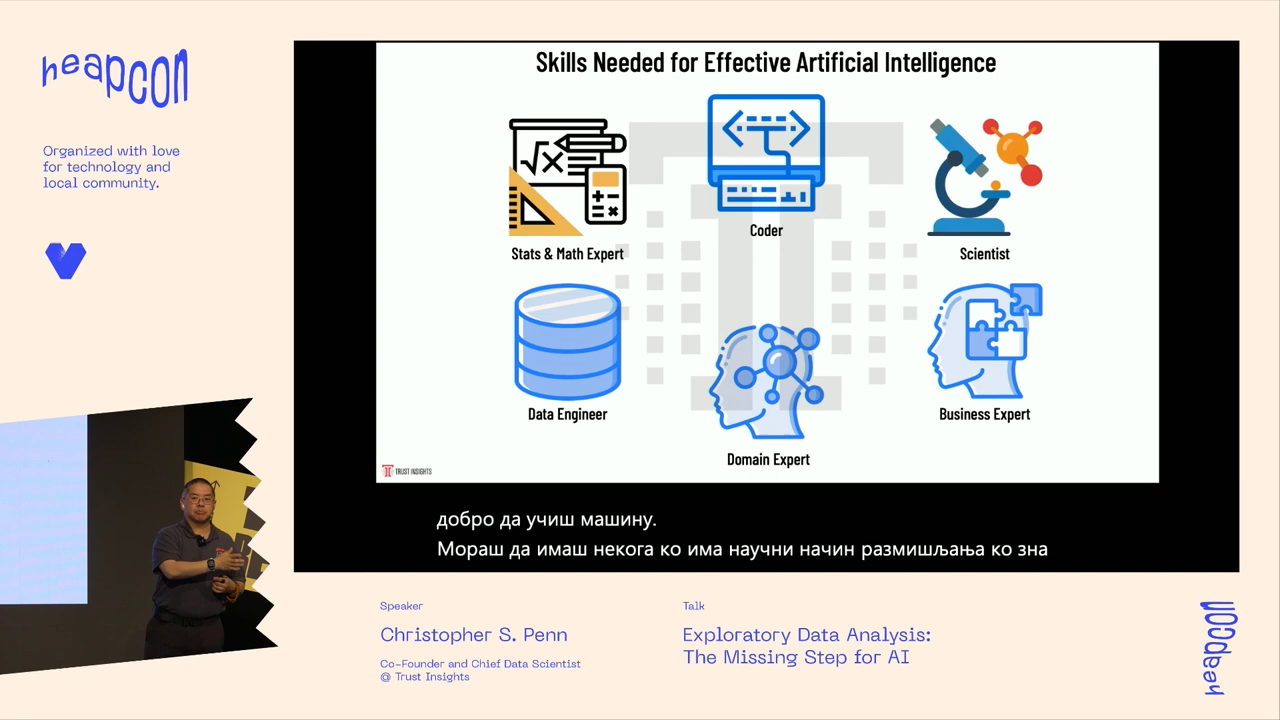 heapcon
Organized with love
for technology and
local community.
Skills Needed for Effective Artificial Intelligence
Stats & Math Expert
Coder
Scientist
Data Engineer
Domain Expert
Business Expert
TRUST INSIGHTS
добро да учиш машину.
Мораш да имаш некога ко има научни начин размишљања ко зна
Speaker
Christopher S. Penn
Co-Founder and Chief Data Scientist
@ Trust Insights
Talk
Exploratory Data Analysis:
The Missing Step for AI
heapcon